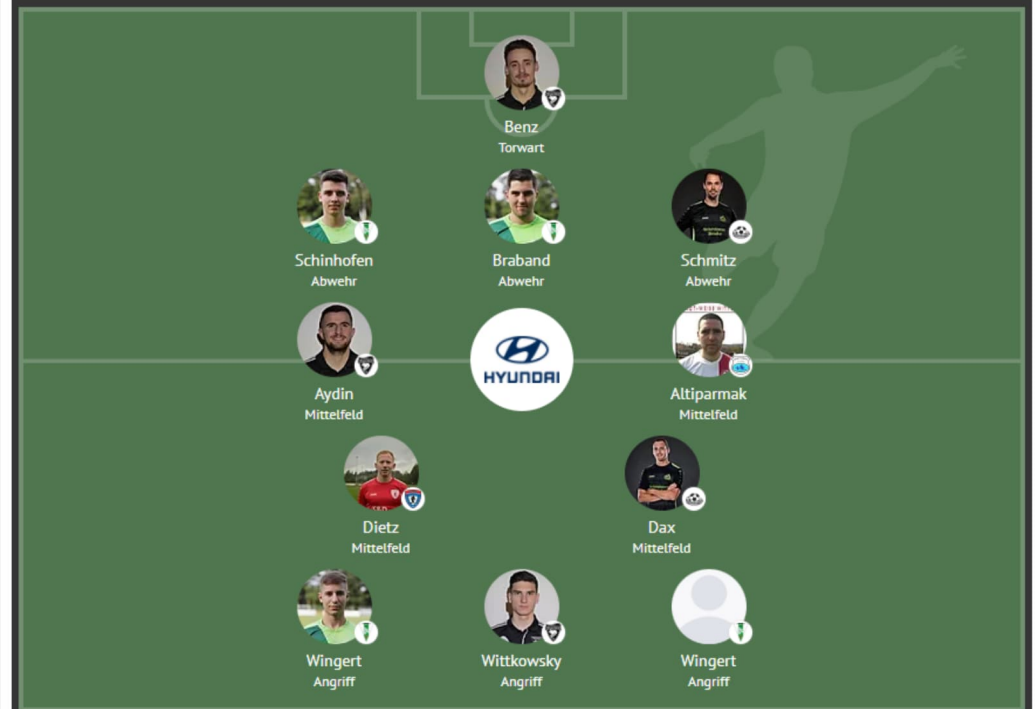 Benz
Torwart
Schinhofen
Abwehr
Braband
Abwehr
Schmitz
Abwehr
Aydin
Mittelfeld
HYUNDAI
Altiparmak
Mittelfeld
Dietz
Mittelfeld
Dax
Mittelfeld
Wingert
Angriff
Wittkowsky
Angriff
Wingert
Angriff